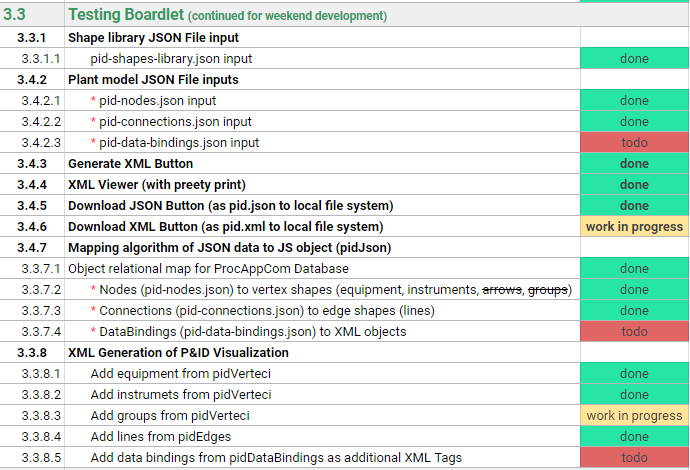 3.3 Testing Boardlet (continued for weekend development)
3.3.1 Shape library JSON File input
3.3.1.1 pid-shapes-library.json input done
3.4.2 Plant model JSON File inputs
3.4.2.1 * pid-nodes.json input done
3.4.2.2 * pid-connections.json input done
3.4.2.3 * pid-data-bindings.json input todo
3.4.3 Generate XML Button done
3.4.4 XML Viewer (with preety print) done
3.4.5 Download JSON Button (as pid.json to local file system) done
3.4.6 Download XML Button (as pid.xml to local file system) work in progress
3.4.7 Mapping algorithm of JSON data to JS object (pidJson)
3.3.7.1 Object relational map for ProcAppCom Database done
3.3.7.2 * Nodes (pid-nodes.json) to vertex shapes (equipment, instruments, arrows, groups) done
3.3.7.3 * Connections (pid-connections.json) to edge shapes (lines) done
3.3.7.4 * DataBindings (pid-data-bindings.json) to XML objects todo
3.3.8 XML Generation of P&ID Visualization
3.3.8.1 Add equipment from pidVerteci done
3.3.8.2 Add instrumets from pidVerteci done
3.3.8.3 Add groups from pidVerteci work in progress
3.3.8.4 Add lines from pidEdges done
3.3.8.5 Add data bindings from pidDataBindings as additional XML Tags todo